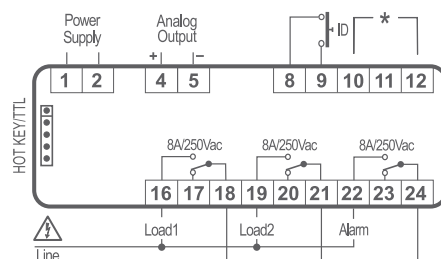 Power Supply
Analog Output
+ –
ID
*
1 2 4 5 8 9 10 11 12
HOT KEY/TTL
8A/250Vac 8A/250Vac 8A/250Vac
16 17 18 19 20 21 22 23 24
Load1 Load2 Alarm
Line